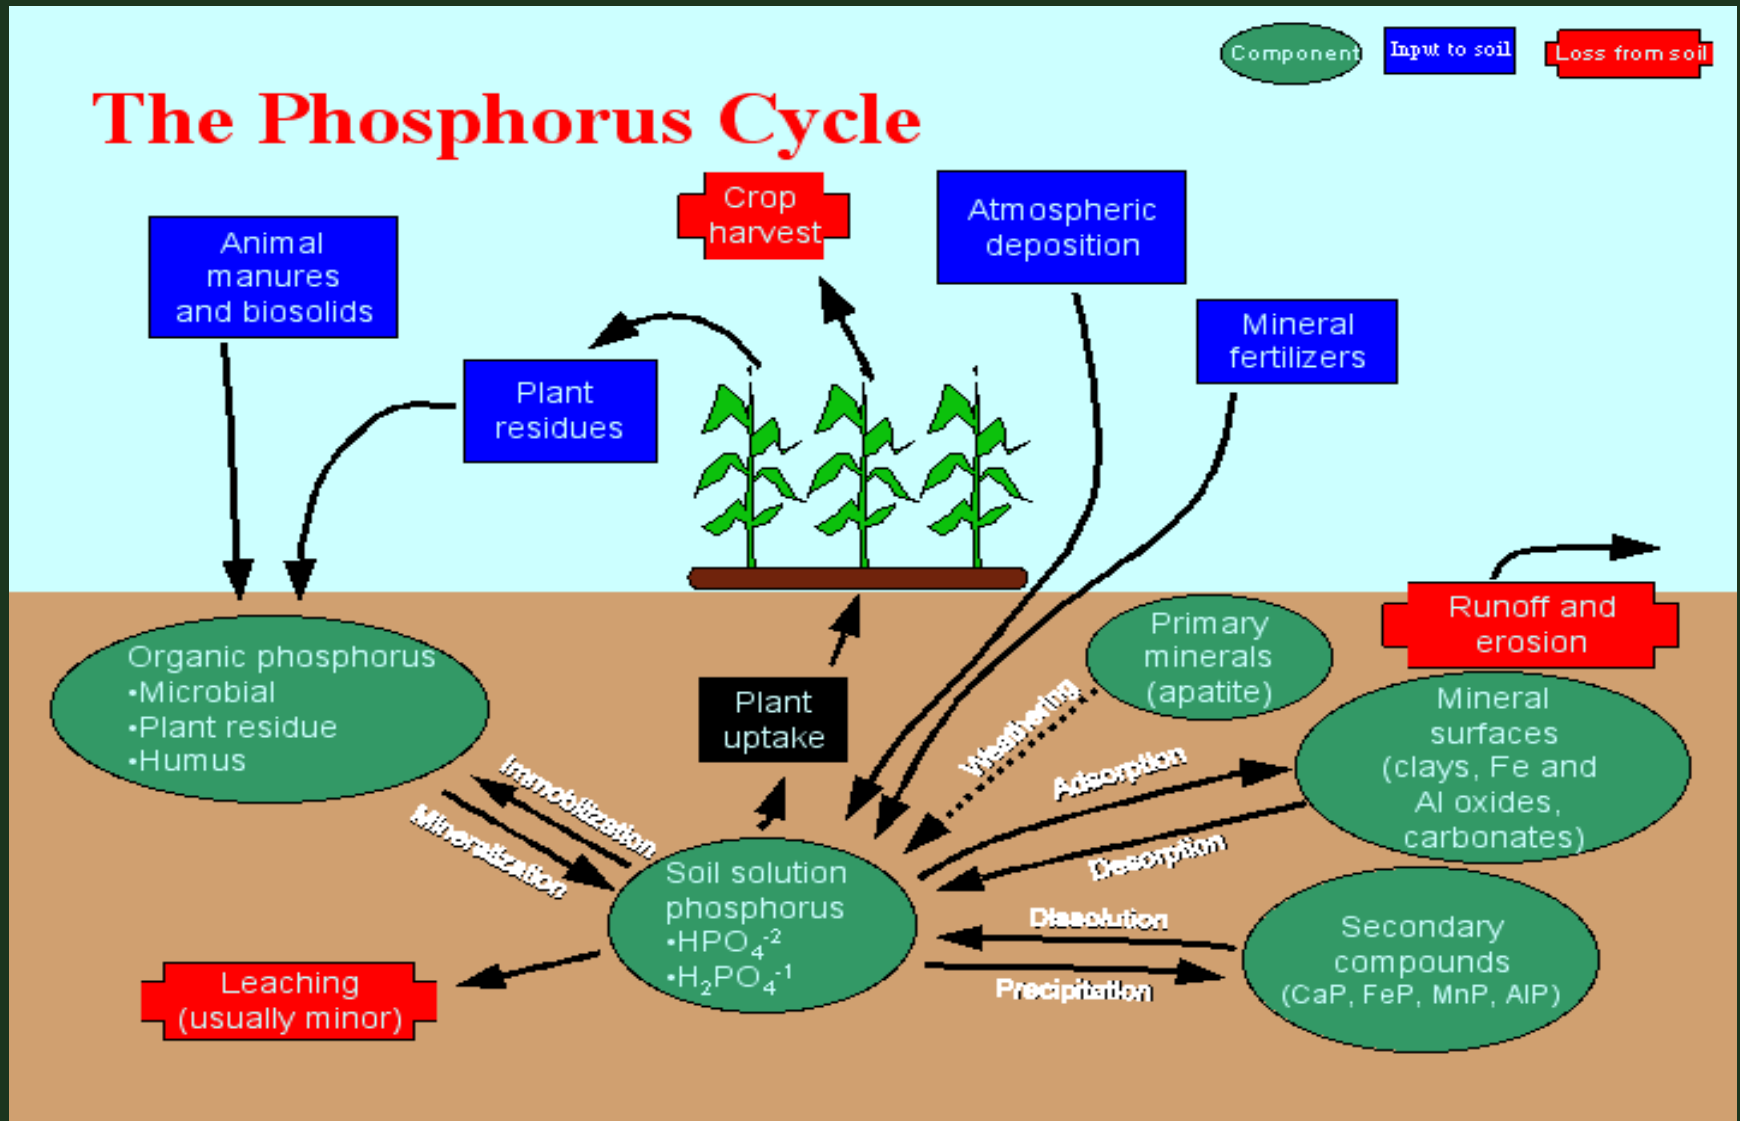 Component
Input to soil
Loss from soil
The Phosphorus Cycle
Crop
harvest
Atmospheric
deposition
Animal
manures
and biosolids
Mineral
fertilizers
Plant
residues
Runoff and
erosion
Primary
minerals
(apatite)
Organic phosphorus
•Microbial
•Plant residue
•Humus
Plant
uptake
Weathering
Mineral
surfaces
(clays, Fe and
Al oxides,
carbonates)
Adsorption
Desorption
Immobilization
Mineralization
Soil solution
phosphorus
•HPO₄⁻²
•H₂PO₄⁻¹
Dissolution
Precipitation
Secondary
compounds
(CaP, FeP, MnP, AlP)
Leaching
(usually minor)